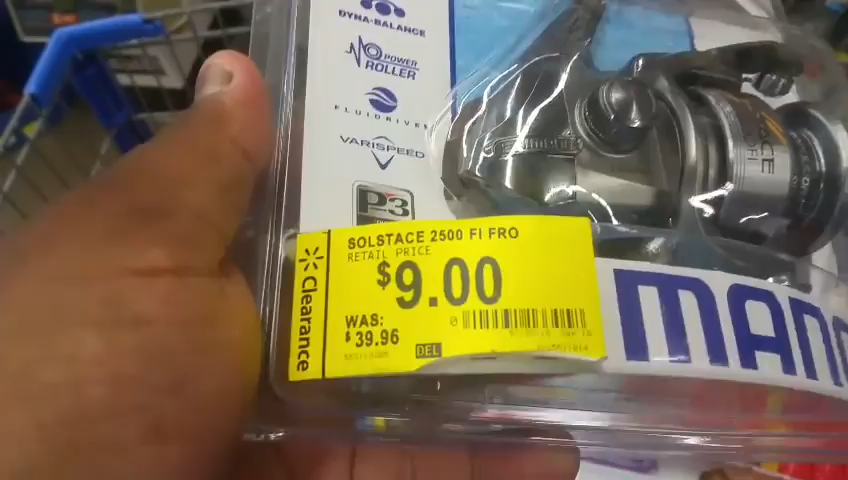 DYNA-BALANCE
POWER
ROLLER
FLUIDRIVE
VARISPEED
P3
SOLSTACE 2500 FI FRO
RETAIL PRICE
$9.00
Clearance
WAS:
$39.96
0
DEL